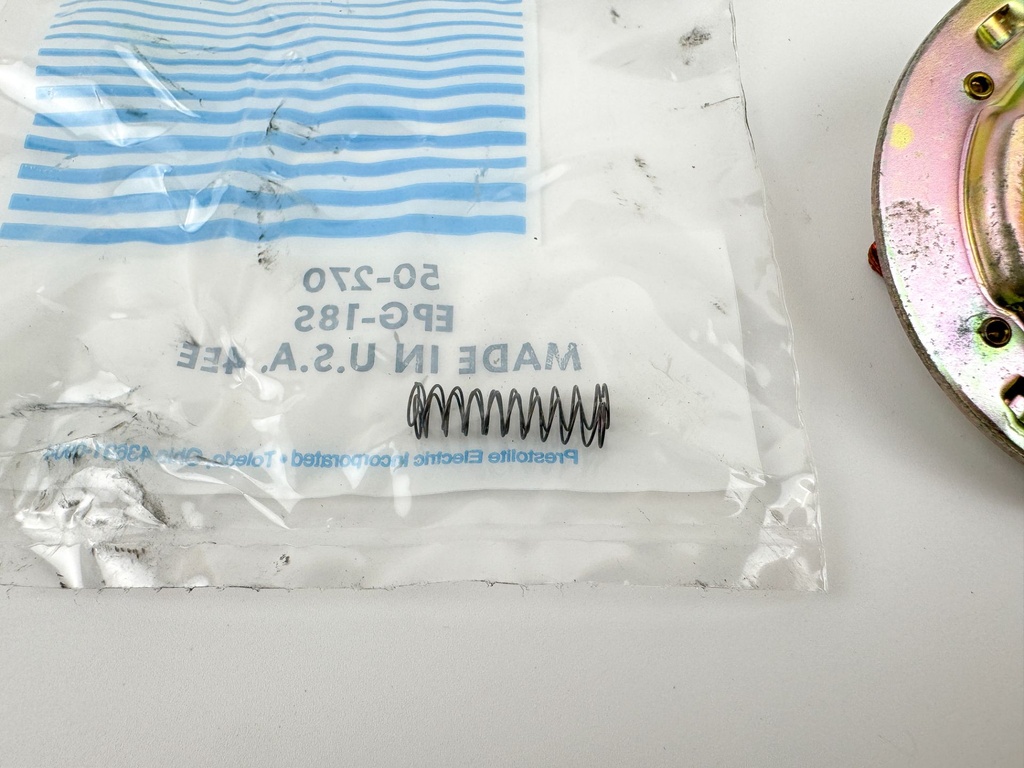 50-270
EPG-18S
MADE IN U.S.A. 4EE
Prestolite Electric Incorporated • Toledo, Ohio